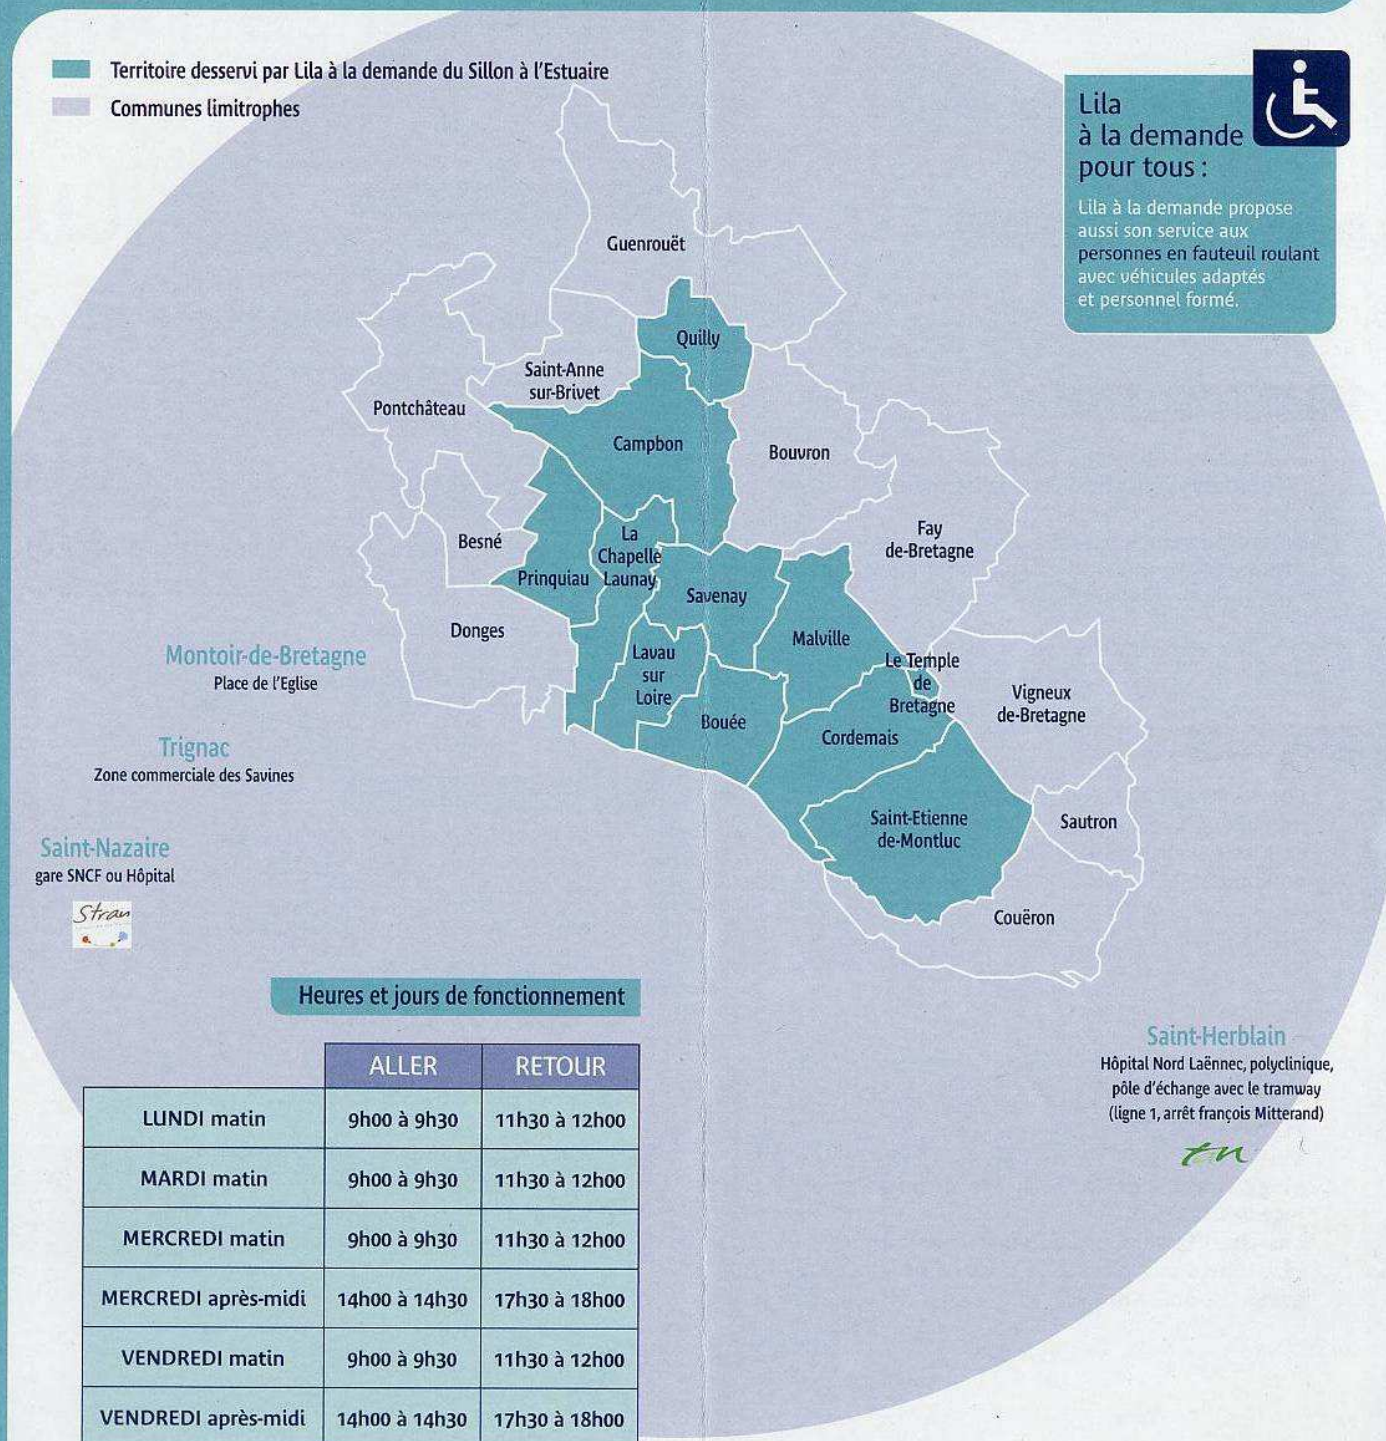 Territoire desservi par Lila à la demande du Sillon à l'Estuaire
Communes limitrophes
Lila
à la demande
pour tous :
Lila à la demande propose
aussi son service aux
personnes en fauteuil roulant
avec véhicules adaptés
et personnel formé.
Guenrouët
Quilly
Saint-Anne
sur-Brivet
Pontchâteau
Campbon
Bouvron
Besné
Fay
de-Bretagne
La
Chapelle
Launay
Prinquiau
Savenay
Donges
Malville
Lavau
sur
Loire
Le Temple
de
Bretagne
Vigneux
de-Bretagne
Bouée
Cordemais
Saint-Etienne
de-Montluc
Sautron
Couëron
Montoir-de-Bretagne
Place de l'Eglise
Trignac
Zone commerciale des Savines
Saint-Nazaire
gare SNCF ou Hôpital
Stran
Saint-Herblain
Hôpital Nord Laënnec, polyclinique,
pôle d'échange avec le tramway
(ligne 1, arrêt françois Mitterand)
tan
Heures et jours de fonctionnement
ALLER RETOUR
LUNDI matin 9h00 à 9h30 11h30 à 12h00
MARDI matin 9h00 à 9h30 11h30 à 12h00
MERCREDI matin 9h00 à 9h30 11h30 à 12h00
MERCREDI après-midi 14h00 à 14h30 17h30 à 18h00
VENDREDI matin 9h00 à 9h30 11h30 à 12h00
VENDREDI après-midi 14h00 à 14h30 17h30 à 18h00